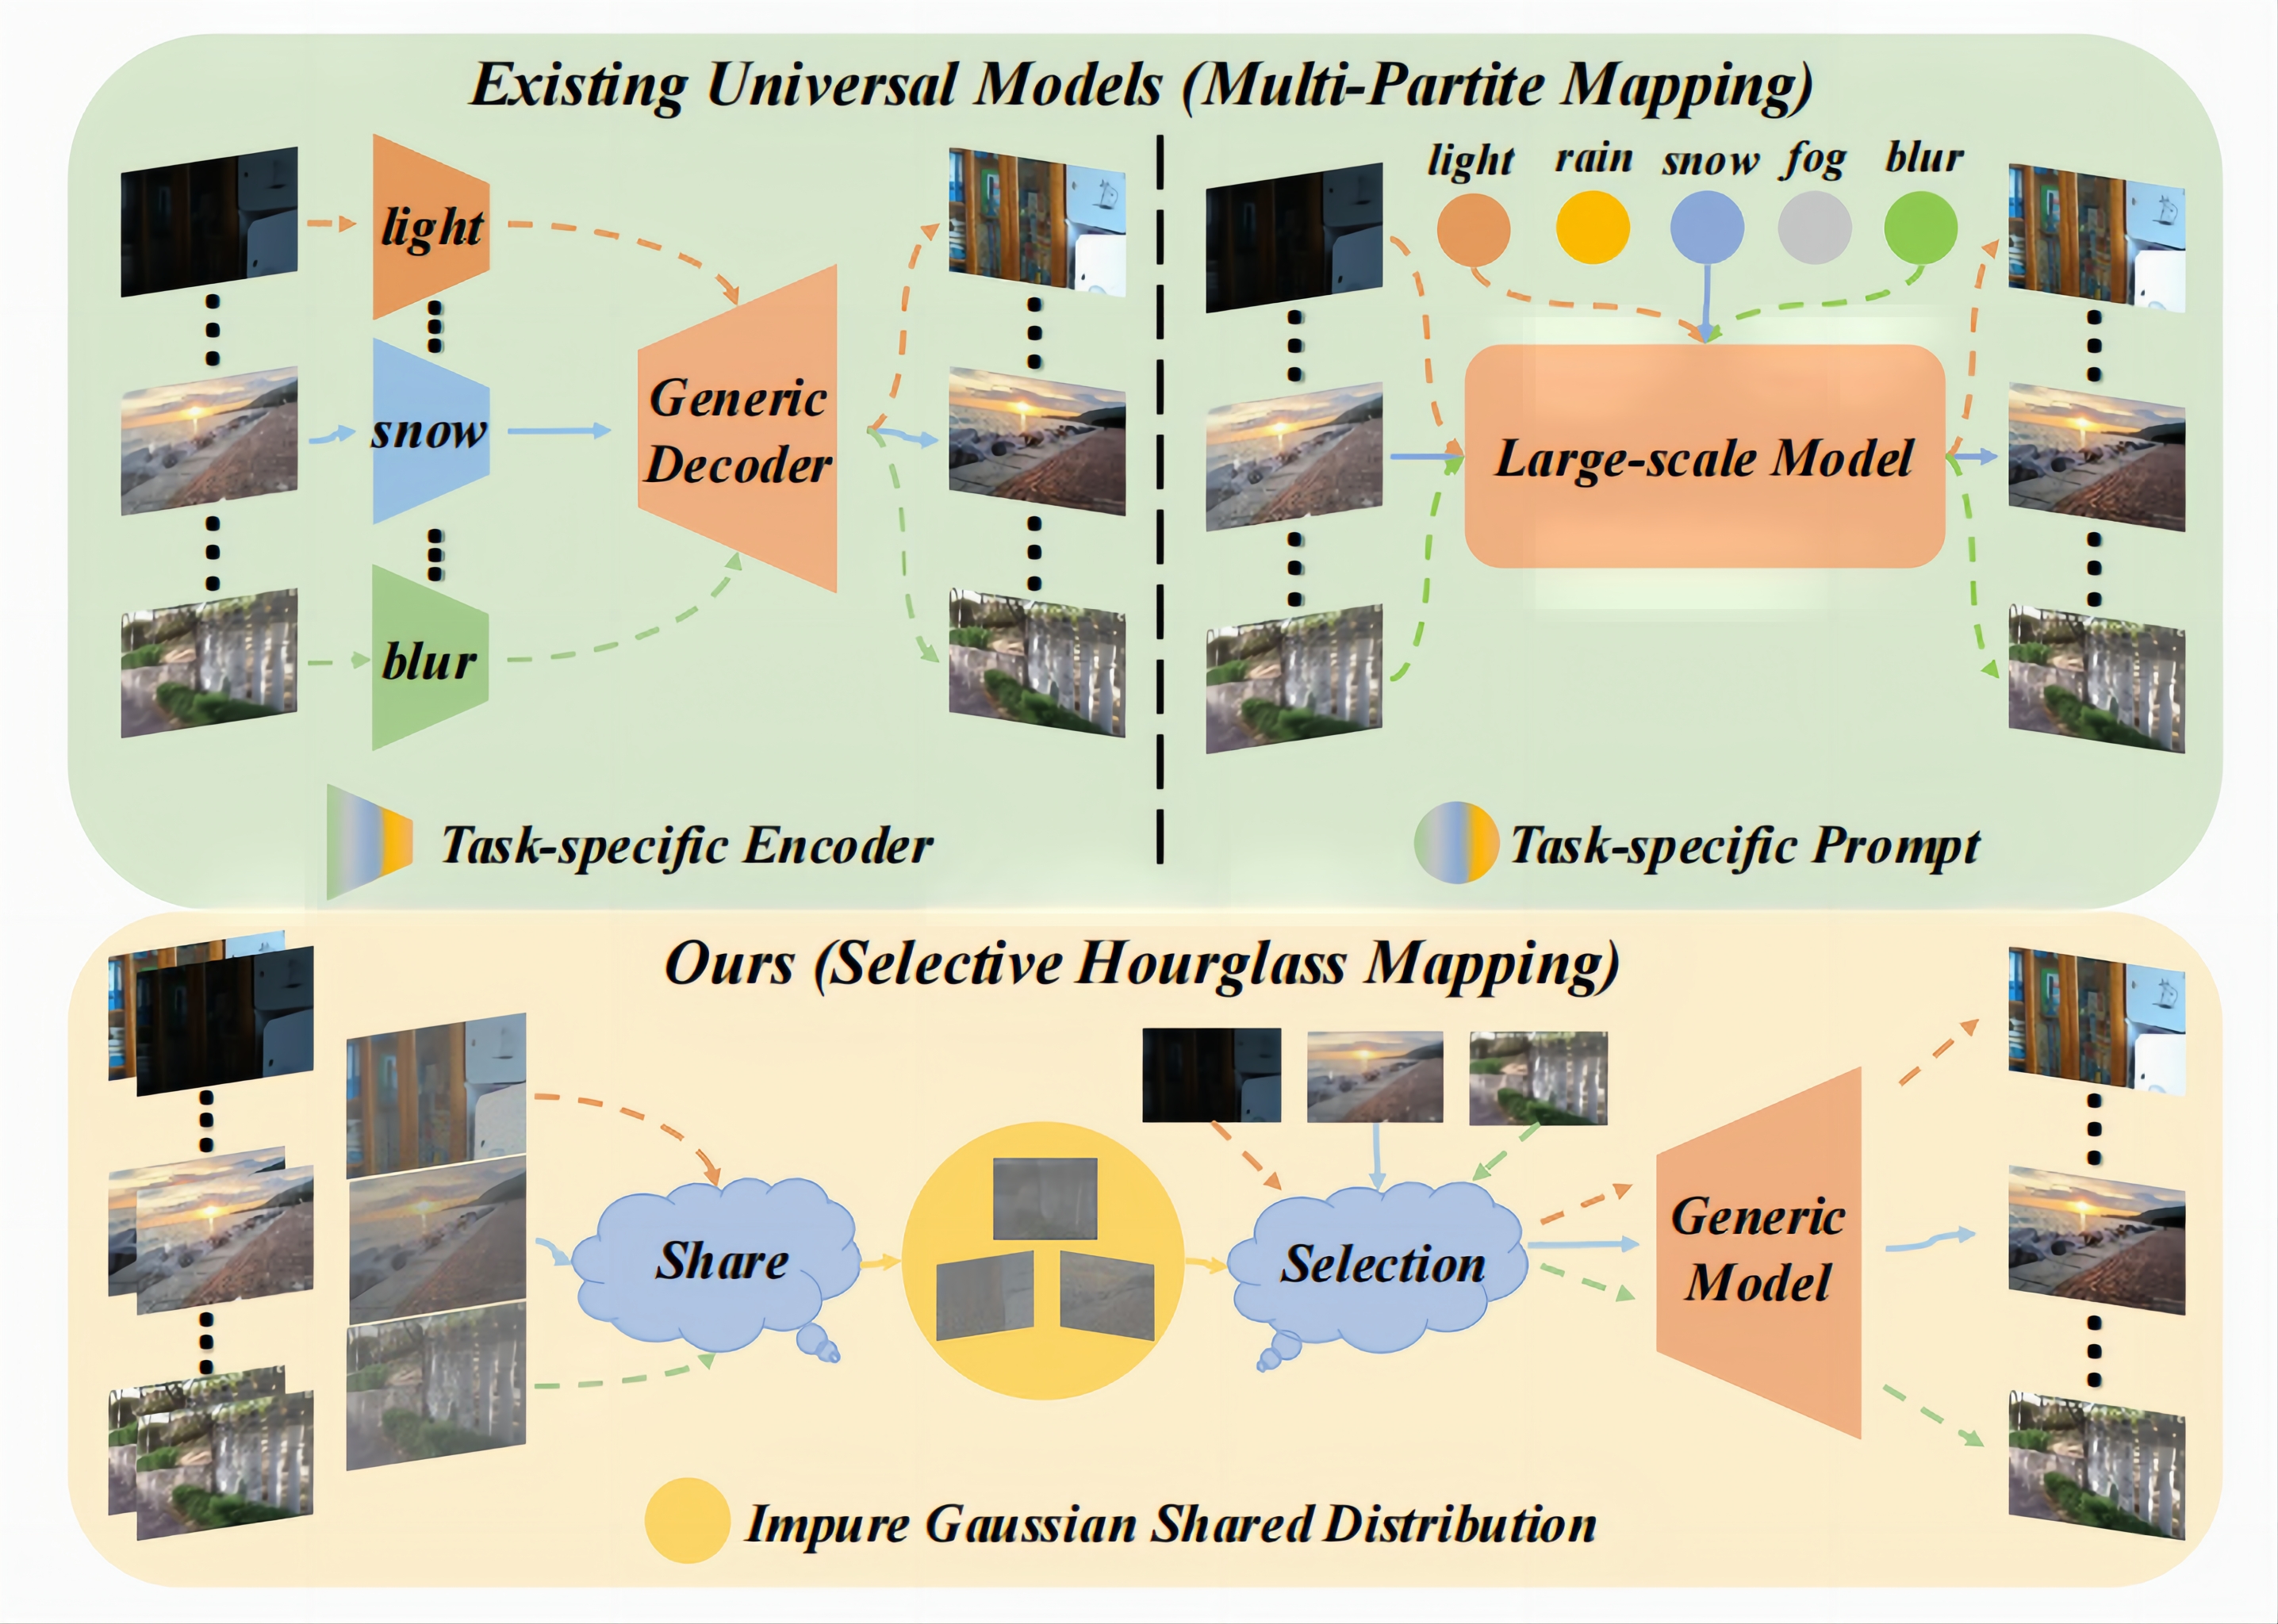 Existing Universal Models (Multi-Partite Mapping)
light
snow
blur
Generic
Decoder
Task-specific Encoder
light rain snow fog blur
Large-scale Model
Task-specific Prompt
Ours (Selective Hourglass Mapping)
Share
Selection
Generic
Model
Impure Gaussian Shared Distribution